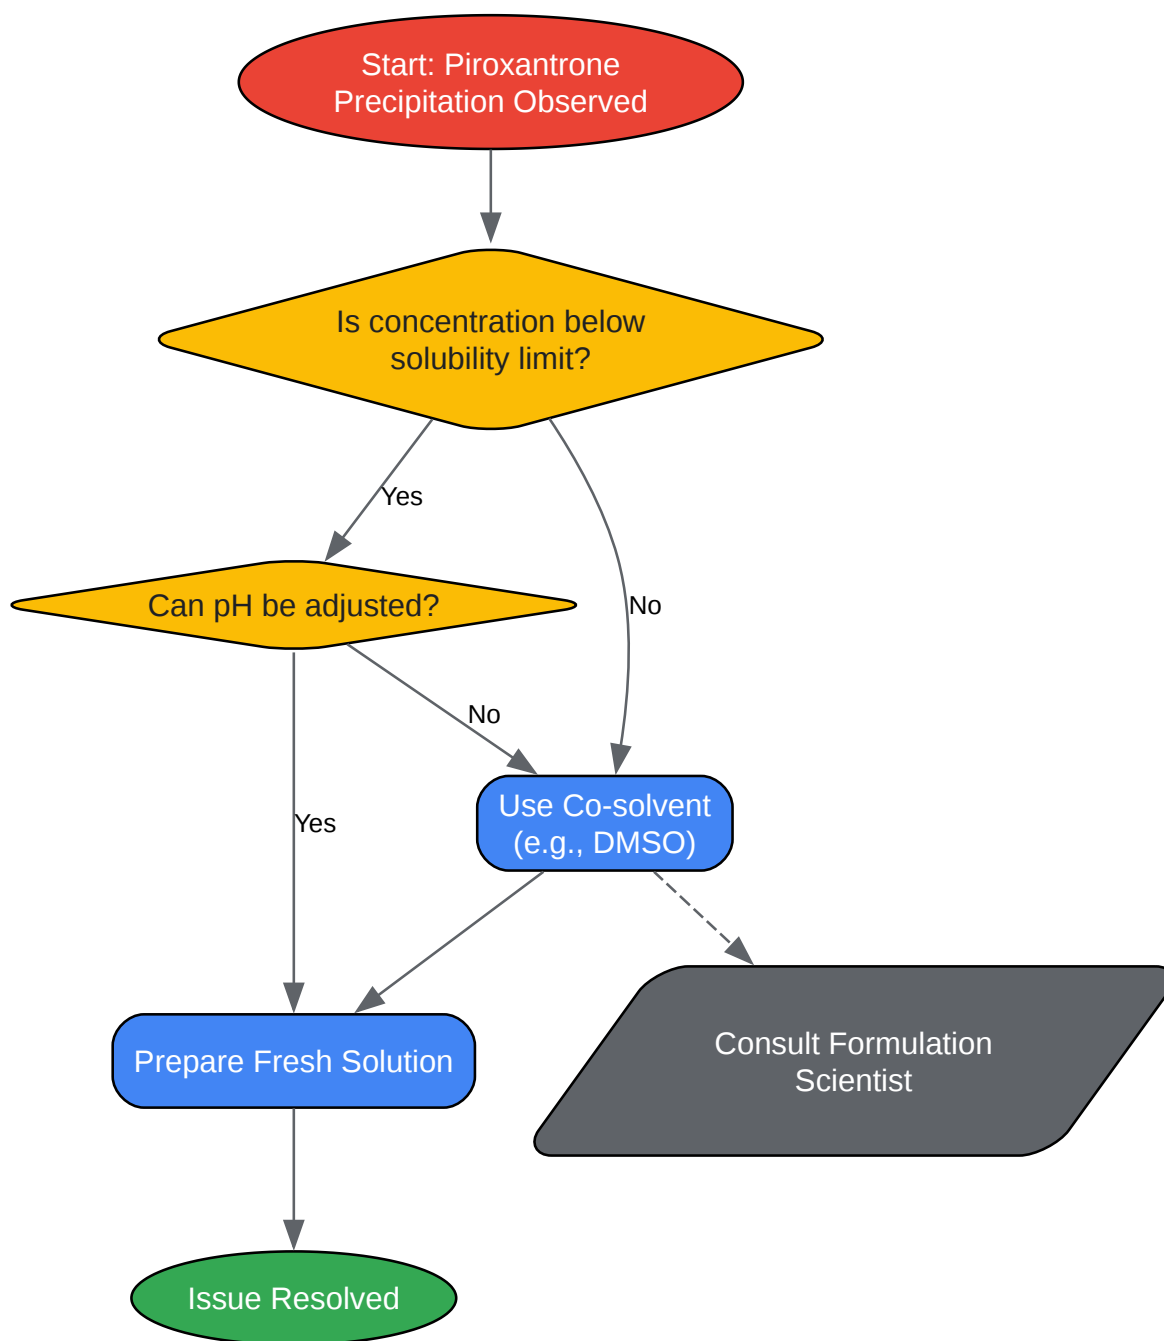 Start: Piroxantrone
Precipitation Observed
Is concentration below
solubility limit?
Yes
No
Can pH be adjusted?
No
Yes
Use Co-solvent
(e.g., DMSO)
Prepare Fresh Solution
Consult Formulation
Scientist
Issue Resolved